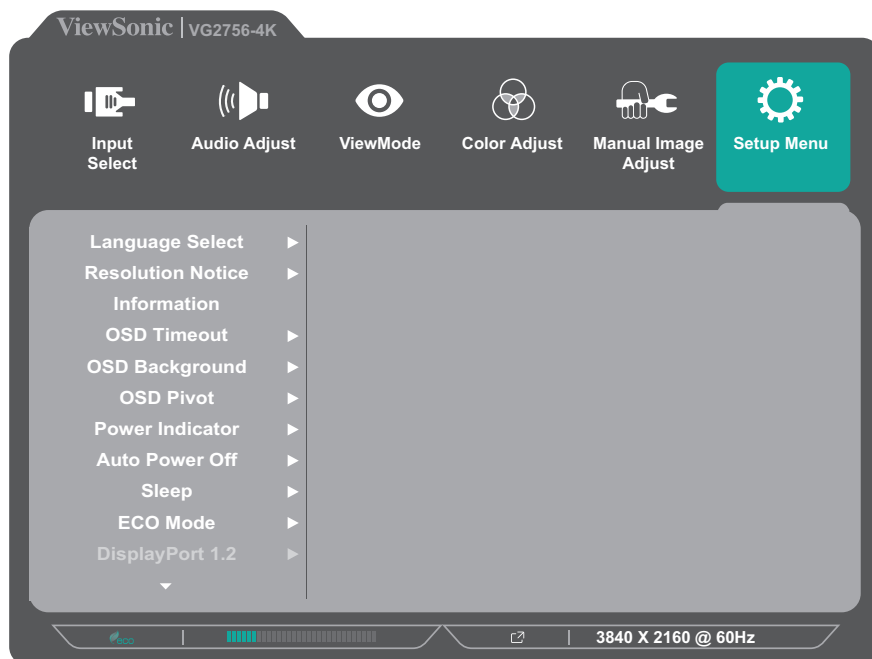 ViewSonic | VG2756-4K
Input
Select
Audio Adjust
ViewMode
Color Adjust
Manual Image
Adjust
Setup Menu
Language Select
Resolution Notice
Information
OSD Timeout
OSD Background
OSD Pivot
Power Indicator
Auto Power Off
Sleep
ECO Mode
DisplayPort 1.2
eco
3840 X 2160 @ 60Hz